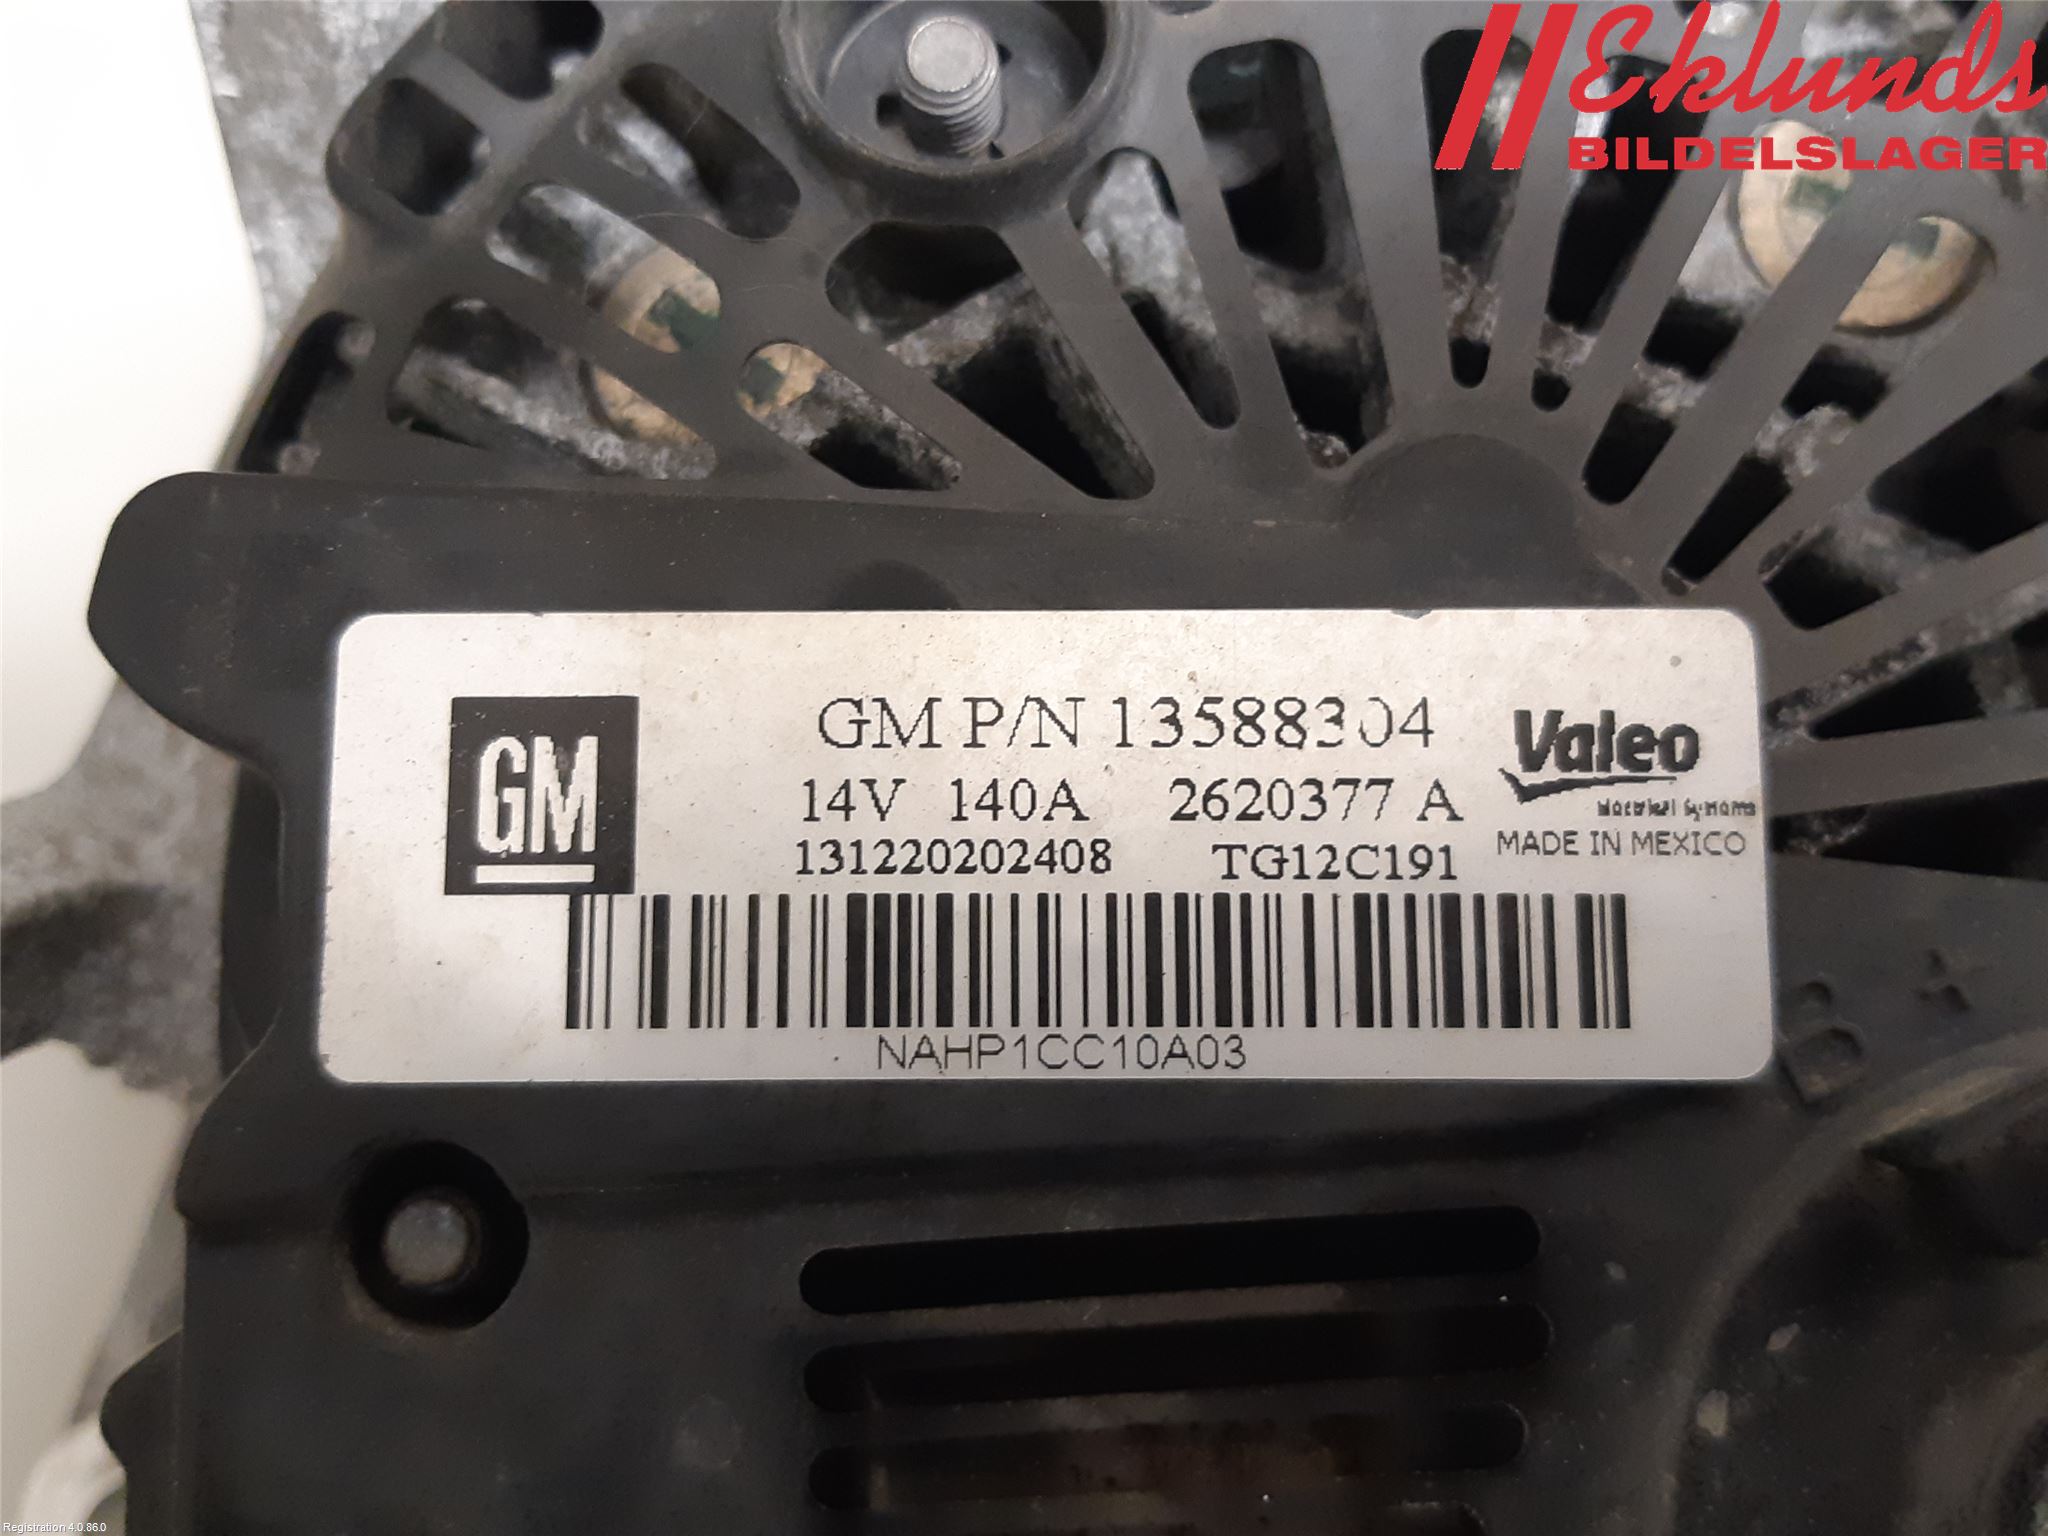 Eklunds
BILDELSLAGER
GM
GM P/N 13588304
14V 140A 2620377 A
131220202408 TG12C191
Valeo
MADE IN MEXICO
NAHP1CC10A03
B+
Registration 4.0.86.0